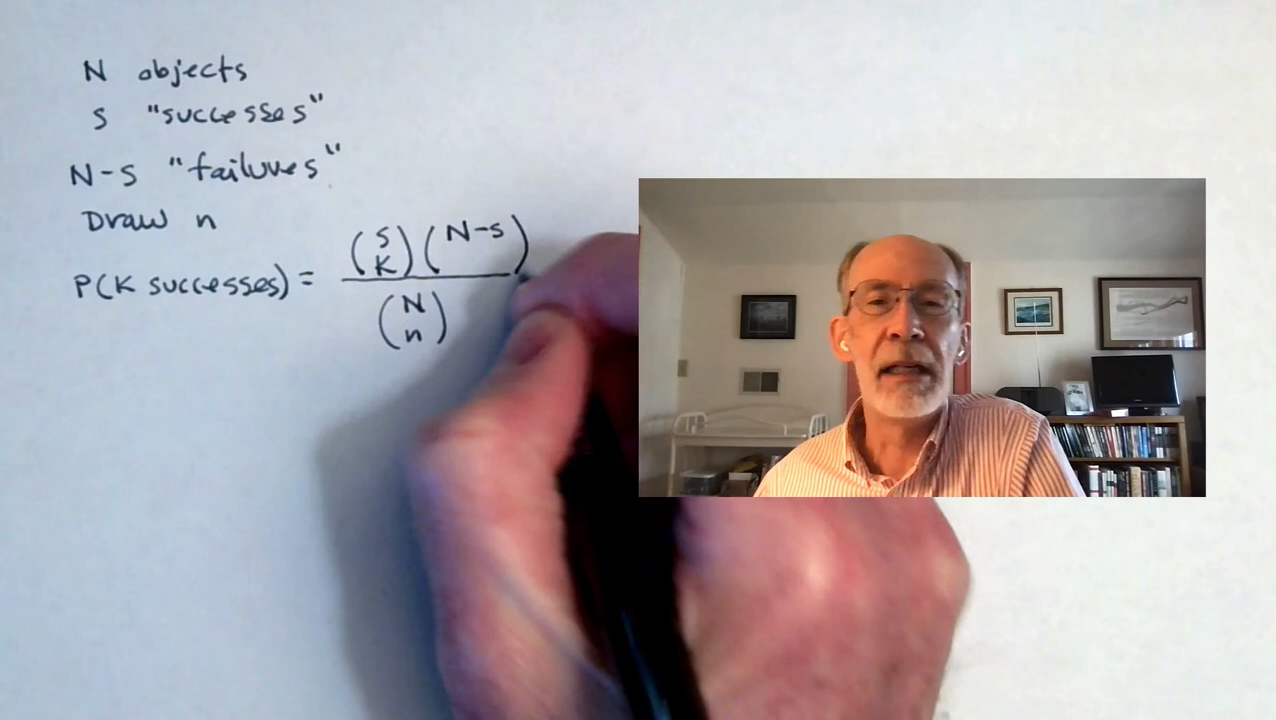 N objects
s "successes"
N-s "failures"
Draw n
P(K successes) = (s K)(N-s) / (N n)